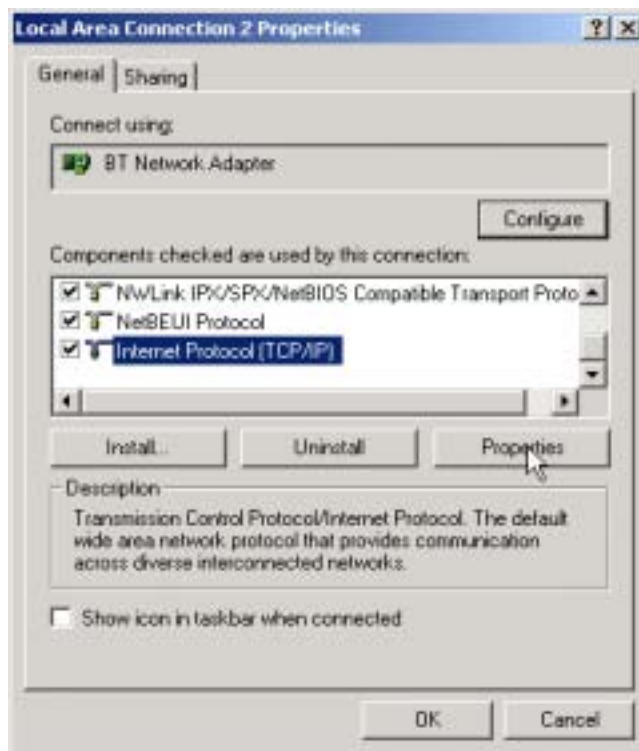 Local Area Connection 2 Properties
General
Sharing
Connect using:
BT Network Adapter
Configure
Components checked are used by this connection:
NWLink IPX/SPX/NetBIOS Compatible Transport Proto
NetBEUI Protocol
Internet Protocol (TCP/IP)
Install...
Uninstall
Properties
Description
Transmission Control Protocol/Internet Protocol. The default
wide area network protocol that provides communication
across diverse interconnected networks.
Show icon in taskbar when connected
OK
Cancel